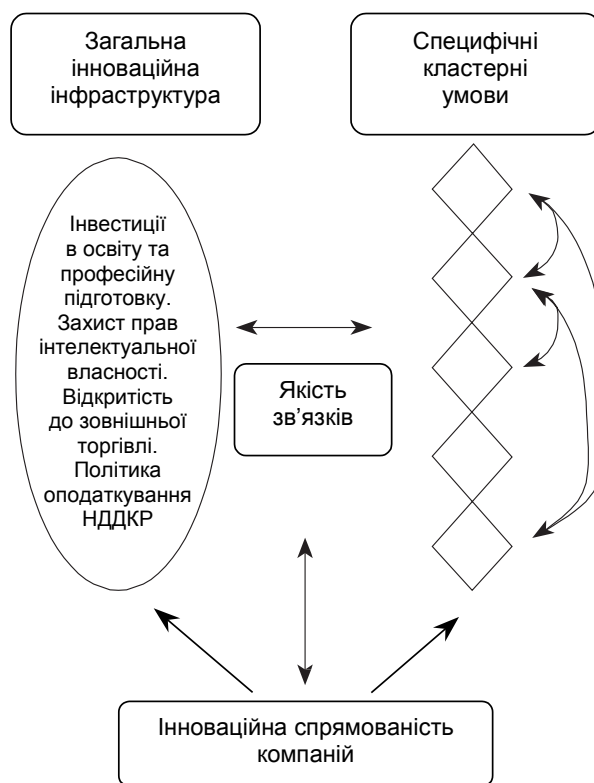 Загальна
інноваційна
інфраструктура
Специфічні
кластерні
умови
Інвестиції
в освіту та
професійну
підготовку.
Захист прав
інтелектуальної
власності.
Відкритість
до зовнішньої
торгівлі.
Політика
оподаткування
НДДКР
Якість
зв’язків
Інноваційна спрямованість
компаній